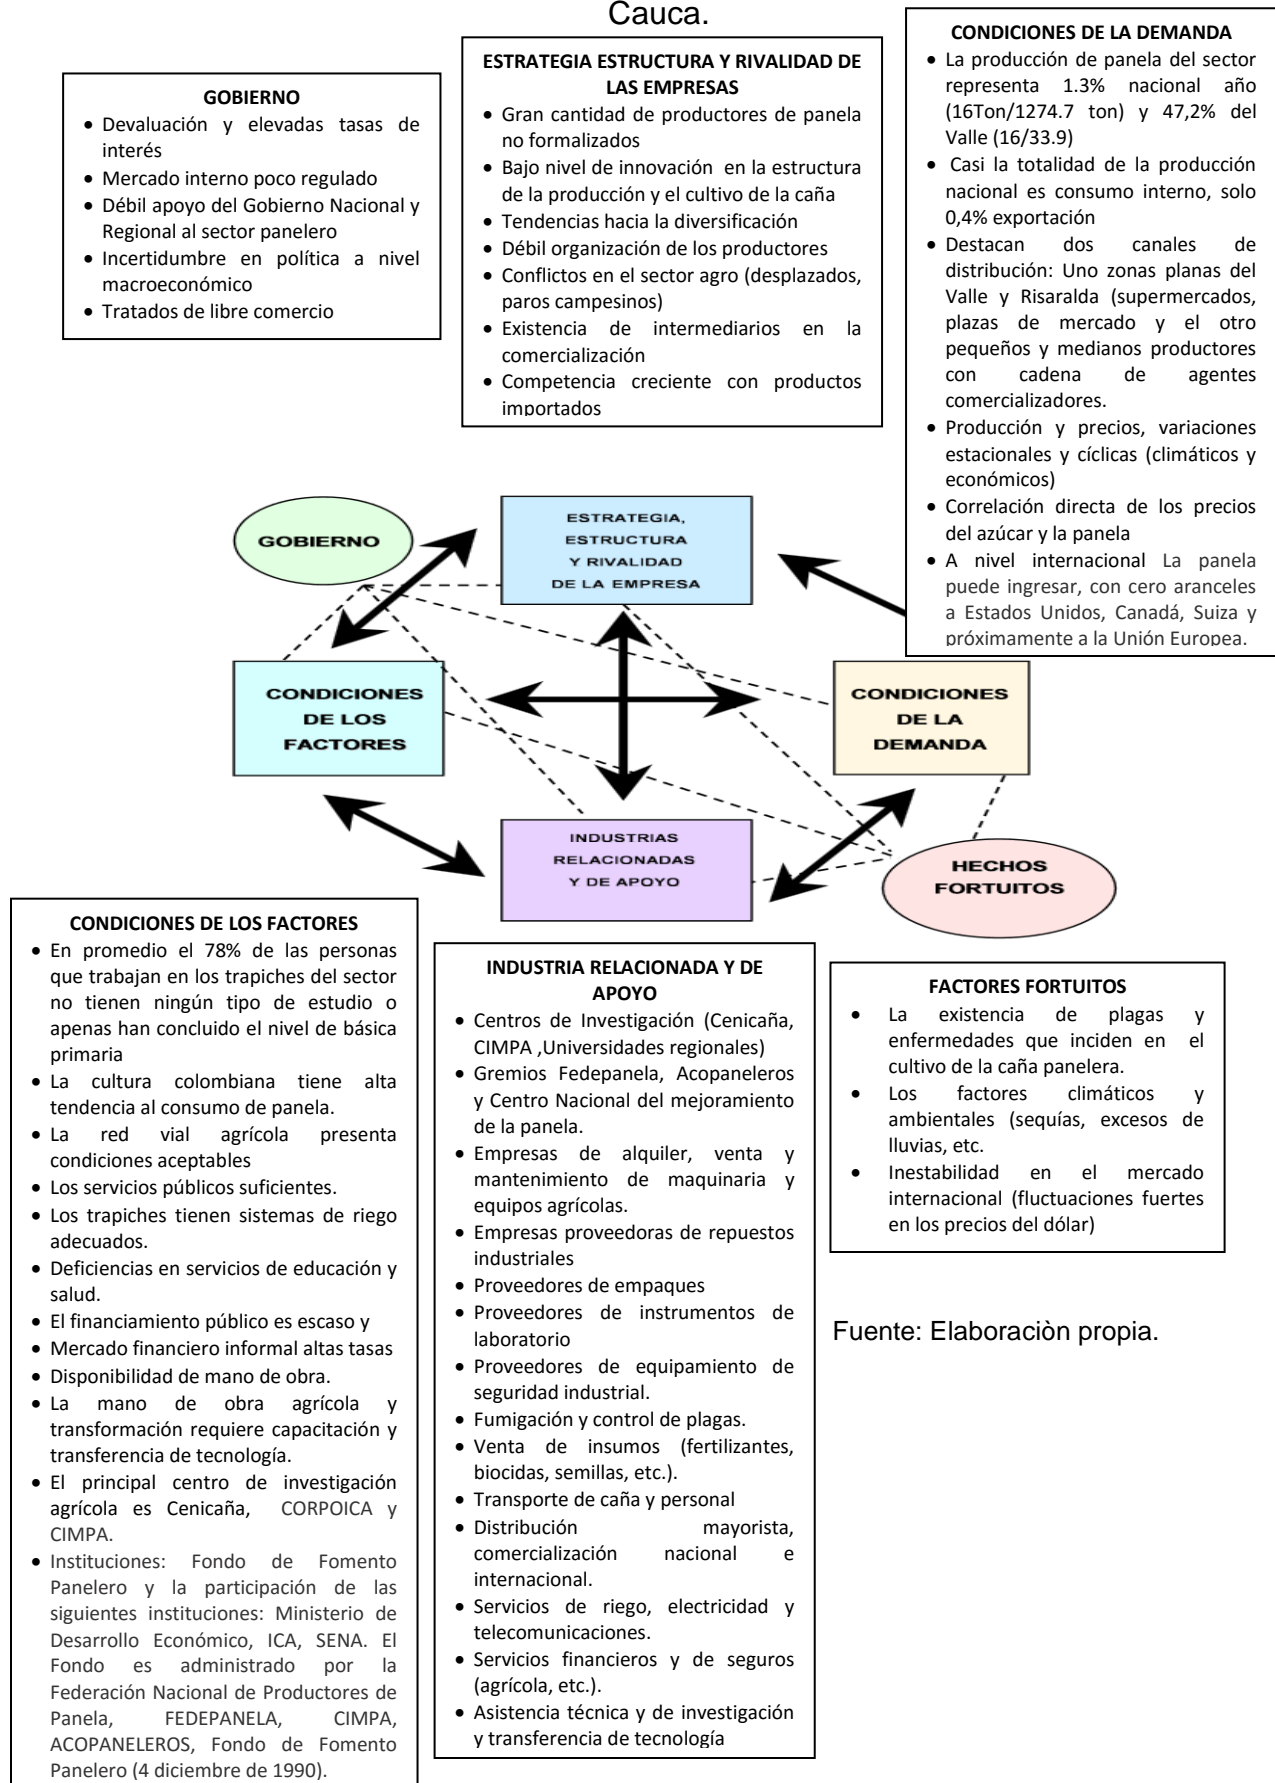 Cauca.
GOBIERNO
• Devaluación y elevadas tasas de
interés
• Mercado interno poco regulado
• Débil apoyo del Gobierno Nacional y
Regional al sector panelero
• Incertidumbre en política a nivel
macroeconómico
• Tratados de libre comercio
ESTRATEGIA ESTRUCTURA Y RIVALIDAD DE
LAS EMPRESAS
• Gran cantidad de productores de panela
no formalizados
• Bajo nivel de innovación en la estructura
de la producción y el cultivo de la caña
• Tendencias hacia la diversificación
• Débil organización de los productores
• Conflictos en el sector agro (desplazados,
paros campesinos)
• Existencia de intermediarios en la
comercialización
• Competencia creciente con productos
importados
CONDICIONES DE LA DEMANDA
• La producción de panela del sector
representa 1.3% nacional año
(16Ton/1274.7 ton) y 47,2% del
Valle (16/33.9)
• Casi la totalidad de la producción
nacional es consumo interno, solo
0,4% exportación
• Destacan dos canales de
distribución: Uno zonas planas del
Valle y Risaralda (supermercados,
plazas de mercado y el otro
pequeños y medianos productores
con cadena de agentes
comercializadores.
• Producción y precios, variaciones
estacionales y cíclicas (climáticos y
económicos)
• Correlación directa de los precios
del azúcar y la panela
• A nivel internacional La panela
puede ingresar, con cero aranceles
a Estados Unidos, Canadá, Suiza y
próximamente a la Unión Europea.
GOBIERNO
ESTRATEGIA,
ESTRUCTURA
Y RIVALIDAD
DE LA EMPRESA
CONDICIONES
DE LOS
FACTORES
CONDICIONES
DE LA
DEMANDA
INDUSTRIAS
RELACIONADAS
Y DE APOYO
HECHOS
FORTUITOS
CONDICIONES DE LOS FACTORES
• En promedio el 78% de las personas
que trabajan en los trapiches del sector
no tienen ningún tipo de estudio o
apenas han concluido el nivel de básica
primaria
• La cultura colombiana tiene alta
tendencia al consumo de panela.
• La red vial agrícola presenta
condiciones aceptables
• Los servicios públicos suficientes.
• Los trapiches tienen sistemas de riego
adecuados.
• Deficiencias en servicios de educación y
salud.
• El financiamiento público es escaso y
• Mercado financiero informal altas tasas
• Disponibilidad de mano de obra.
• La mano de obra agrícola y
transformación requiere capacitación y
transferencia de tecnología.
• El principal centro de investigación
agrícola es Cenicaña, CORPOICA y
CIMPA.
• Instituciones: Fondo de Fomento
Panelero y la participación de las
siguientes instituciones: Ministerio de
Desarrollo Económico, ICA, SENA. El
Fondo es administrado por la
Federación Nacional de Productores de
Panela, FEDEPANELA, CIMPA,
ACOPANELEROS, Fondo de Fomento
Panelero (4 diciembre de 1990).
INDUSTRIA RELACIONADA Y DE
APOYO
• Centros de Investigación (Cenicaña,
CIMPA ,Universidades regionales)
• Gremios Fedepanela, Acopaneleros
y Centro Nacional del mejoramiento
de la panela.
• Empresas de alquiler, venta y
mantenimiento de maquinaria y
equipos agrícolas.
• Empresas proveedoras de repuestos
industriales
• Proveedores de empaques
• Proveedores de instrumentos de
laboratorio
• Proveedores de equipamiento de
seguridad industrial.
• Fumigación y control de plagas.
• Venta de insumos (fertilizantes,
biocidas, semillas, etc.).
• Transporte de caña y personal
• Distribución mayorista,
comercialización nacional e
internacional.
• Servicios de riego, electricidad y
telecomunicaciones.
• Servicios financieros y de seguros
(agrícola, etc.).
• Asistencia técnica y de investigación
y transferencia de tecnología
FACTORES FORTUITOS
• La existencia de plagas y
enfermedades que inciden en el
cultivo de la caña panelera.
• Los factores climáticos y
ambientales (sequías, excesos de
lluvias, etc.
• Inestabilidad en el mercado
internacional (fluctuaciones fuertes
en los precios del dólar)
Fuente: Elaboraciòn propia.